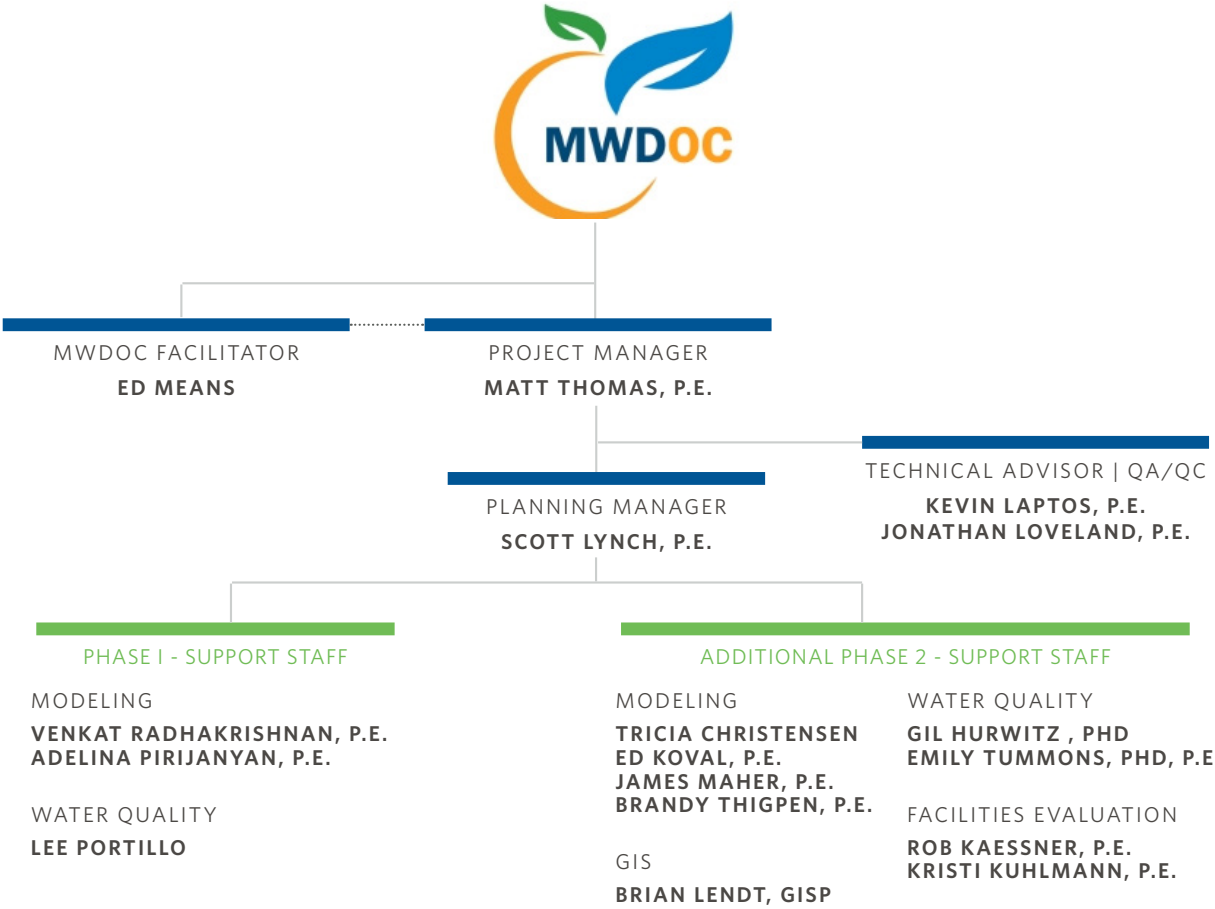 MWDOC
MWDOC FACILITATOR
ED MEANS
PROJECT MANAGER
MATT THOMAS, P.E.
TECHNICAL ADVISOR | QA/QC
KEVIN LAPTOS, P.E.
JONATHAN LOVELAND, P.E.
PLANNING MANAGER
SCOTT LYNCH, P.E.
PHASE I - SUPPORT STAFF
MODELING
VENKAT RADHAKRISHNAN, P.E.
ADELINA PIRIJANYAN, P.E.
WATER QUALITY
LEE PORTILLO
ADDITIONAL PHASE 2 - SUPPORT STAFF
MODELING
TRICIA CHRISTENSEN
ED KOVAL, P.E.
JAMES MAHER, P.E.
BRANDY THIGPEN, P.E.
GIS
BRIAN LENDT, GISP
WATER QUALITY
GIL HURWITZ , PHD
EMILY TUMMONS, PHD, P.E
FACILITIES EVALUATION
ROB KAESSNER, P.E.
KRISTI KUHLMANN, P.E.